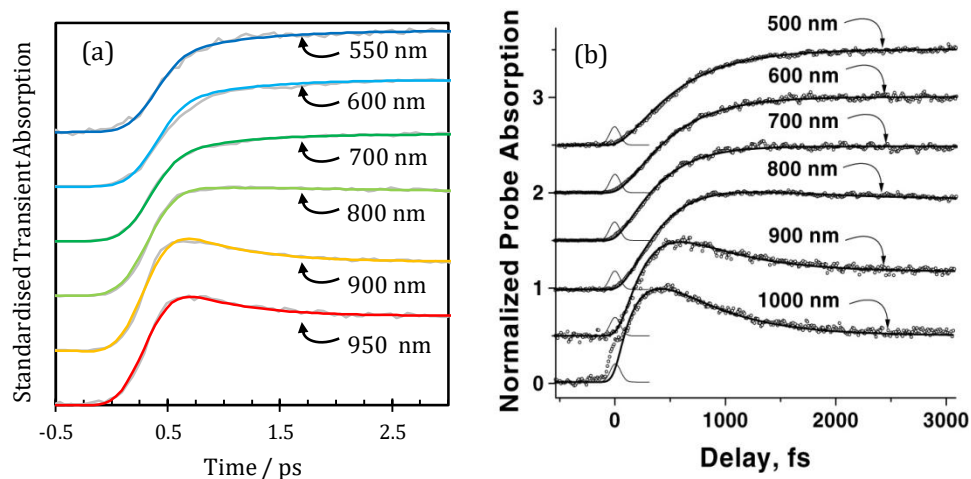 (a)
550 nm
600 nm
700 nm
800 nm
900 nm
950 nm
Standardised Transient Absorption
-0.5
0.5
1.5
2.5
Time / ps
(b)
500 nm
600 nm
700 nm
800 nm
900 nm
1000 nm
Normalized Probe Absorption
3
2
1
0
0
1000
2000
3000
Delay, fs